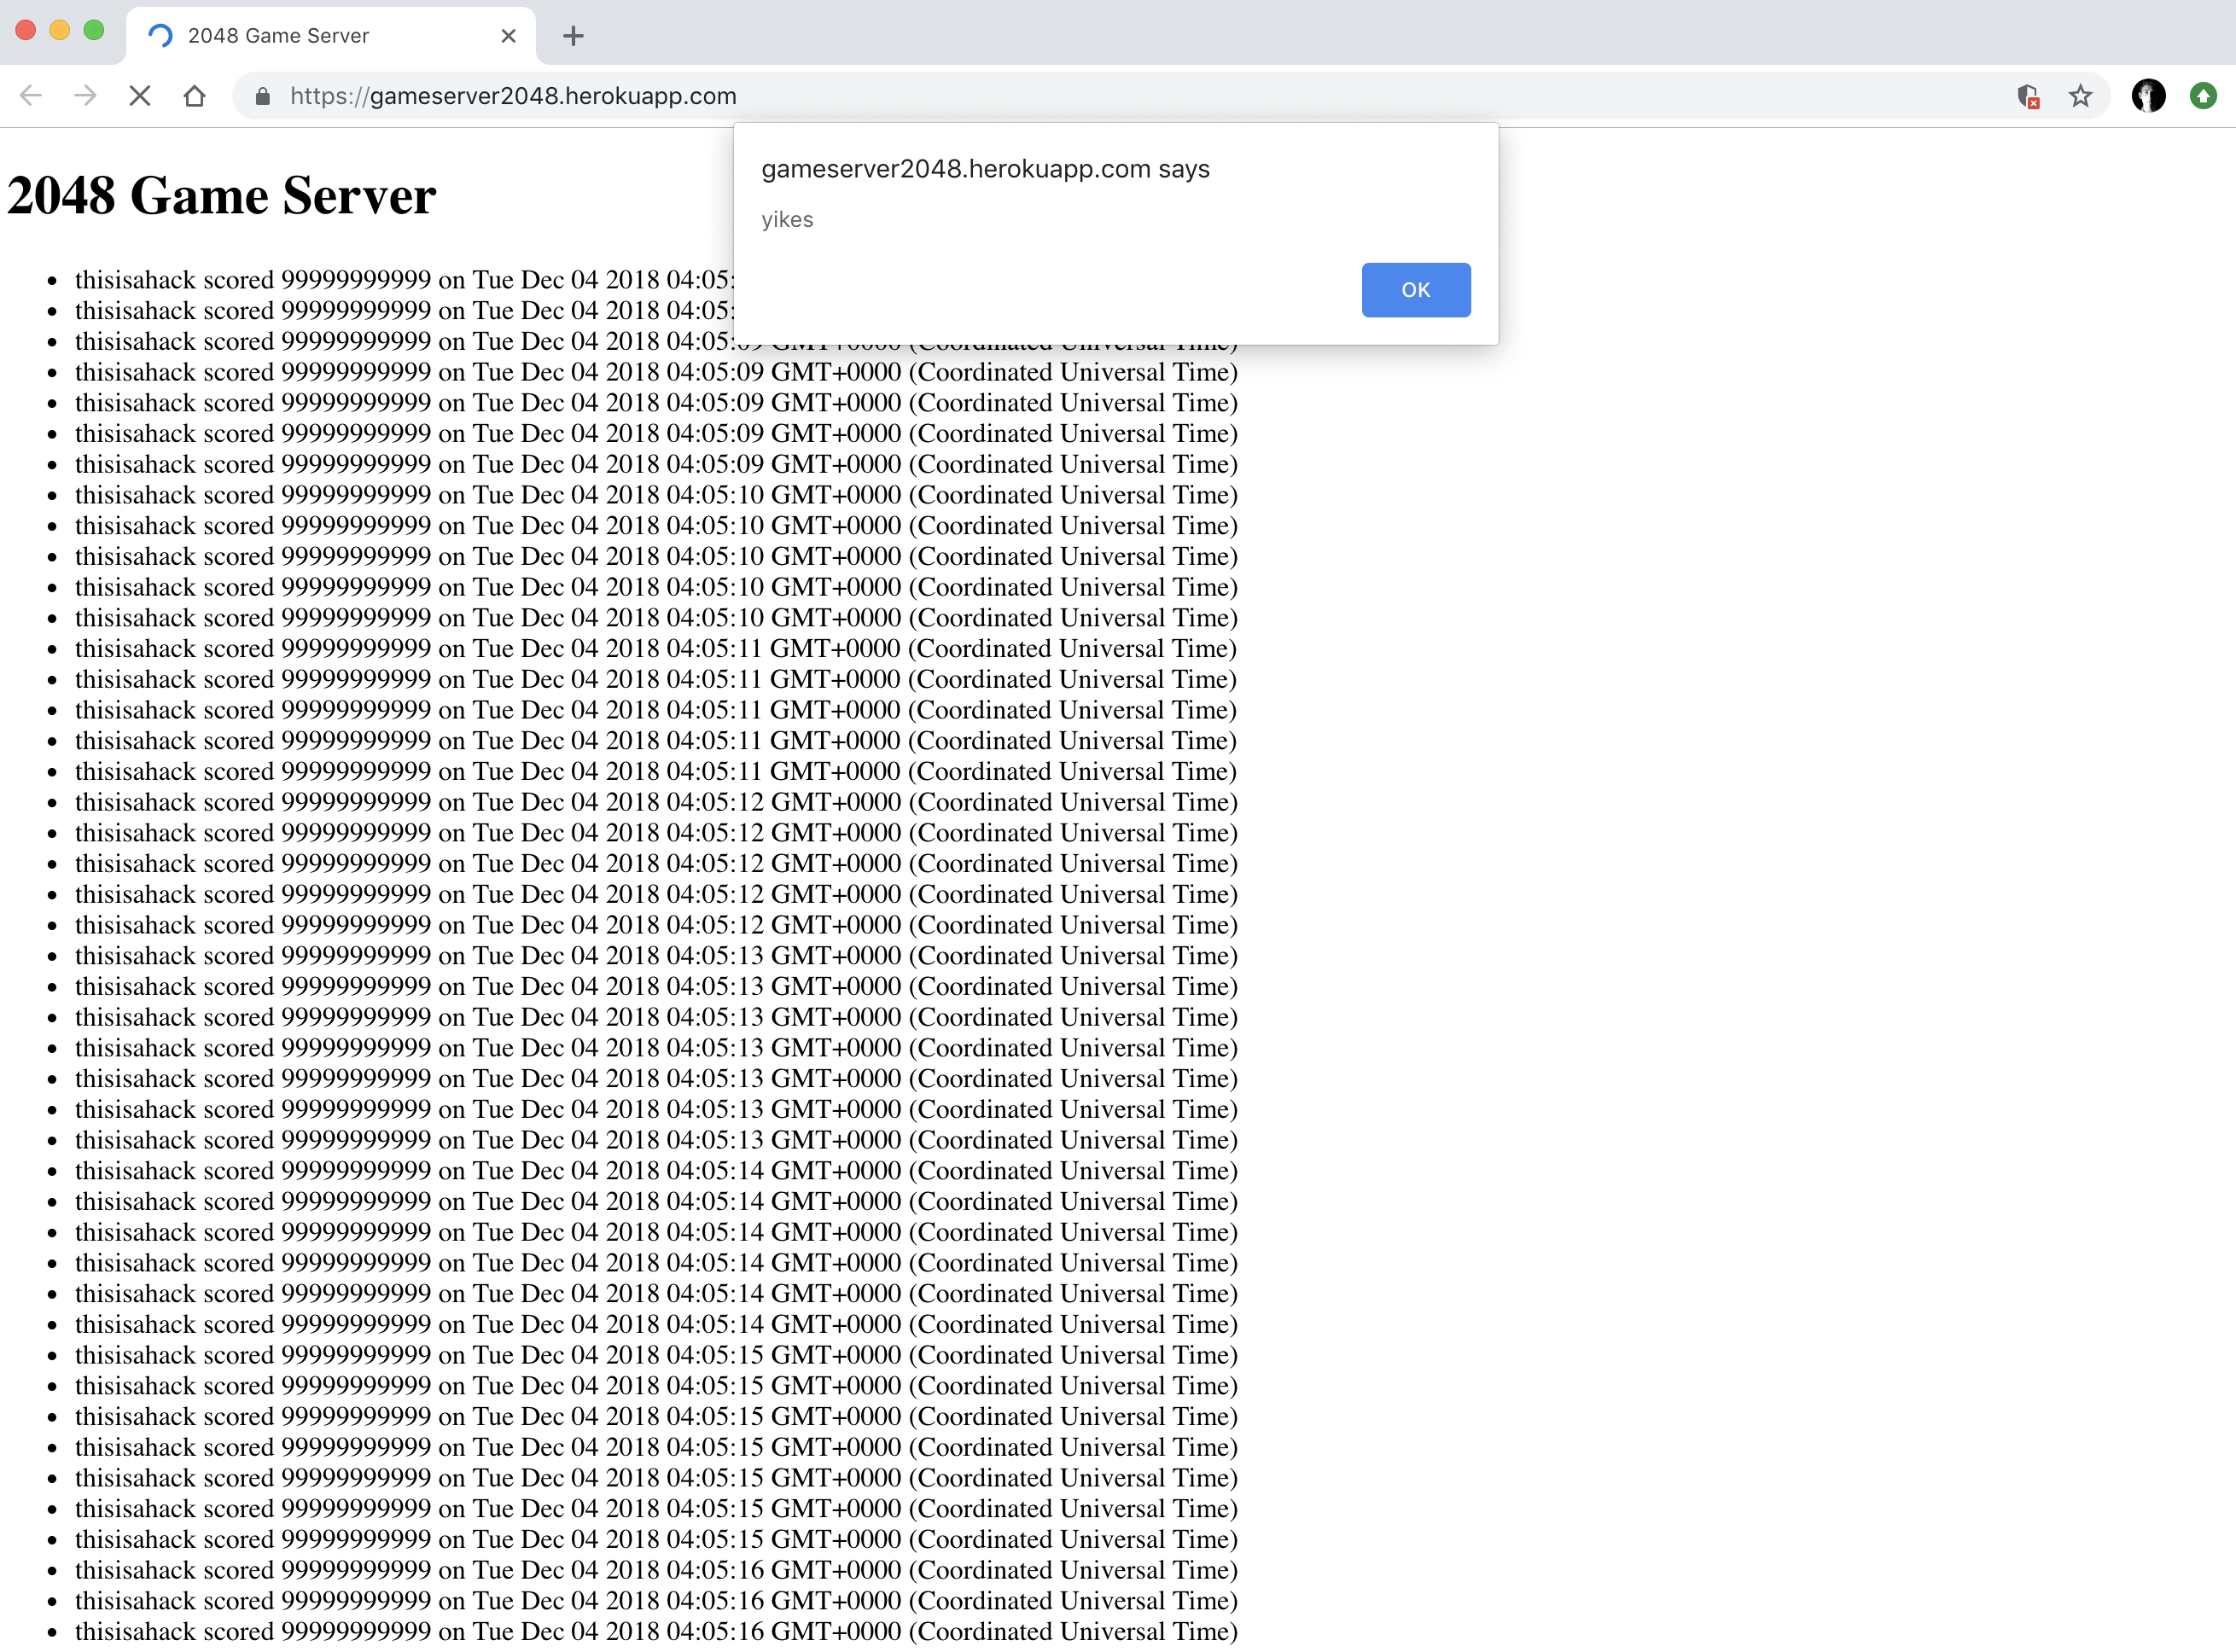 2048 Game Server
https://gameserver2048.herokuapp.com
gameserver2048.herokuapp.com says
yikes
OK
2048 Game Server
thisisahack scored 99999999999 on Tue Dec 04 2018 04:05:
thisisahack scored 99999999999 on Tue Dec 04 2018 04:05:
thisisahack scored 99999999999 on Tue Dec 04 2018 04:05:09 GMT+0000 (Coordinated Universal Time)
thisisahack scored 99999999999 on Tue Dec 04 2018 04:05:09 GMT+0000 (Coordinated Universal Time)
thisisahack scored 99999999999 on Tue Dec 04 2018 04:05:09 GMT+0000 (Coordinated Universal Time)
thisisahack scored 99999999999 on Tue Dec 04 2018 04:05:09 GMT+0000 (Coordinated Universal Time)
thisisahack scored 99999999999 on Tue Dec 04 2018 04:05:09 GMT+0000 (Coordinated Universal Time)
thisisahack scored 99999999999 on Tue Dec 04 2018 04:05:10 GMT+0000 (Coordinated Universal Time)
thisisahack scored 99999999999 on Tue Dec 04 2018 04:05:10 GMT+0000 (Coordinated Universal Time)
thisisahack scored 99999999999 on Tue Dec 04 2018 04:05:10 GMT+0000 (Coordinated Universal Time)
thisisahack scored 99999999999 on Tue Dec 04 2018 04:05:10 GMT+0000 (Coordinated Universal Time)
thisisahack scored 99999999999 on Tue Dec 04 2018 04:05:10 GMT+0000 (Coordinated Universal Time)
thisisahack scored 99999999999 on Tue Dec 04 2018 04:05:11 GMT+0000 (Coordinated Universal Time)
thisisahack scored 99999999999 on Tue Dec 04 2018 04:05:11 GMT+0000 (Coordinated Universal Time)
thisisahack scored 99999999999 on Tue Dec 04 2018 04:05:11 GMT+0000 (Coordinated Universal Time)
thisisahack scored 99999999999 on Tue Dec 04 2018 04:05:11 GMT+0000 (Coordinated Universal Time)
thisisahack scored 99999999999 on Tue Dec 04 2018 04:05:11 GMT+0000 (Coordinated Universal Time)
thisisahack scored 99999999999 on Tue Dec 04 2018 04:05:12 GMT+0000 (Coordinated Universal Time)
thisisahack scored 99999999999 on Tue Dec 04 2018 04:05:12 GMT+0000 (Coordinated Universal Time)
thisisahack scored 99999999999 on Tue Dec 04 2018 04:05:12 GMT+0000 (Coordinated Universal Time)
thisisahack scored 99999999999 on Tue Dec 04 2018 04:05:12 GMT+0000 (Coordinated Universal Time)
thisisahack scored 99999999999 on Tue Dec 04 2018 04:05:12 GMT+0000 (Coordinated Universal Time)
thisisahack scored 99999999999 on Tue Dec 04 2018 04:05:13 GMT+0000 (Coordinated Universal Time)
thisisahack scored 99999999999 on Tue Dec 04 2018 04:05:13 GMT+0000 (Coordinated Universal Time)
thisisahack scored 99999999999 on Tue Dec 04 2018 04:05:13 GMT+0000 (Coordinated Universal Time)
thisisahack scored 99999999999 on Tue Dec 04 2018 04:05:13 GMT+0000 (Coordinated Universal Time)
thisisahack scored 99999999999 on Tue Dec 04 2018 04:05:13 GMT+0000 (Coordinated Universal Time)
thisisahack scored 99999999999 on Tue Dec 04 2018 04:05:13 GMT+0000 (Coordinated Universal Time)
thisisahack scored 99999999999 on Tue Dec 04 2018 04:05:13 GMT+0000 (Coordinated Universal Time)
thisisahack scored 99999999999 on Tue Dec 04 2018 04:05:14 GMT+0000 (Coordinated Universal Time)
thisisahack scored 99999999999 on Tue Dec 04 2018 04:05:14 GMT+0000 (Coordinated Universal Time)
thisisahack scored 99999999999 on Tue Dec 04 2018 04:05:14 GMT+0000 (Coordinated Universal Time)
thisisahack scored 99999999999 on Tue Dec 04 2018 04:05:14 GMT+0000 (Coordinated Universal Time)
thisisahack scored 99999999999 on Tue Dec 04 2018 04:05:14 GMT+0000 (Coordinated Universal Time)
thisisahack scored 99999999999 on Tue Dec 04 2018 04:05:14 GMT+0000 (Coordinated Universal Time)
thisisahack scored 99999999999 on Tue Dec 04 2018 04:05:15 GMT+0000 (Coordinated Universal Time)
thisisahack scored 99999999999 on Tue Dec 04 2018 04:05:15 GMT+0000 (Coordinated Universal Time)
thisisahack scored 99999999999 on Tue Dec 04 2018 04:05:15 GMT+0000 (Coordinated Universal Time)
thisisahack scored 99999999999 on Tue Dec 04 2018 04:05:15 GMT+0000 (Coordinated Universal Time)
thisisahack scored 99999999999 on Tue Dec 04 2018 04:05:15 GMT+0000 (Coordinated Universal Time)
thisisahack scored 99999999999 on Tue Dec 04 2018 04:05:15 GMT+0000 (Coordinated Universal Time)
thisisahack scored 99999999999 on Tue Dec 04 2018 04:05:15 GMT+0000 (Coordinated Universal Time)
thisisahack scored 99999999999 on Tue Dec 04 2018 04:05:16 GMT+0000 (Coordinated Universal Time)
thisisahack scored 99999999999 on Tue Dec 04 2018 04:05:16 GMT+0000 (Coordinated Universal Time)
thisisahack scored 99999999999 on Tue Dec 04 2018 04:05:16 GMT+0000 (Coordinated Universal Time)